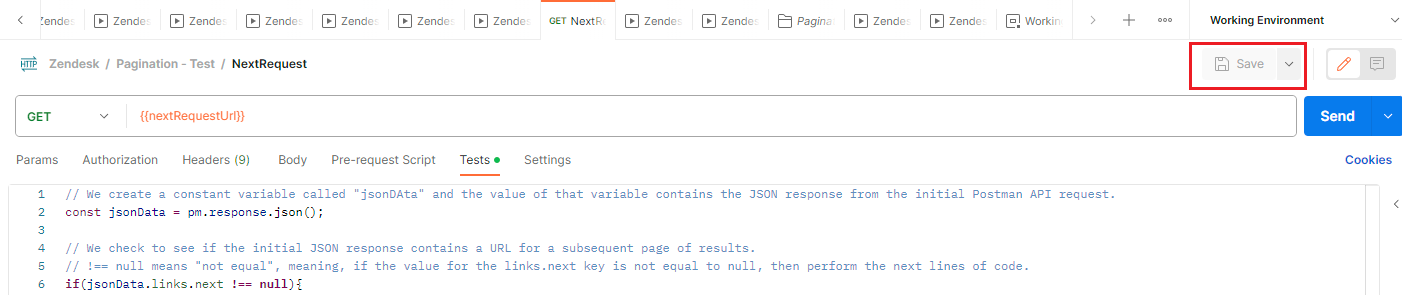 Zendes Zendes Zendes Zendes Zendes Zendes GET NextRe Zendes Zendes Pagina Zendes Zendes Workin Working Environment
HTTP Zendesk / Pagination - Test / NextRequest Save
GET {{nextRequestUrl}} Send
Params Authorization Headers (9) Body Pre-request Script Tests Settings Cookies
1 // We create a constant variable called "jsonDAta" and the value of that variable contains the JSON response from the initial Postman API request.
2 const jsonData = pm.response.json();
3
4 // We check to see if the initial JSON response contains a URL for a subsequent page of results.
5 // !== null means "not equal", meaning, if the value for the links.next key is not equal to null, then perform the next lines of code.
6 if(jsonData.links.next !== null){